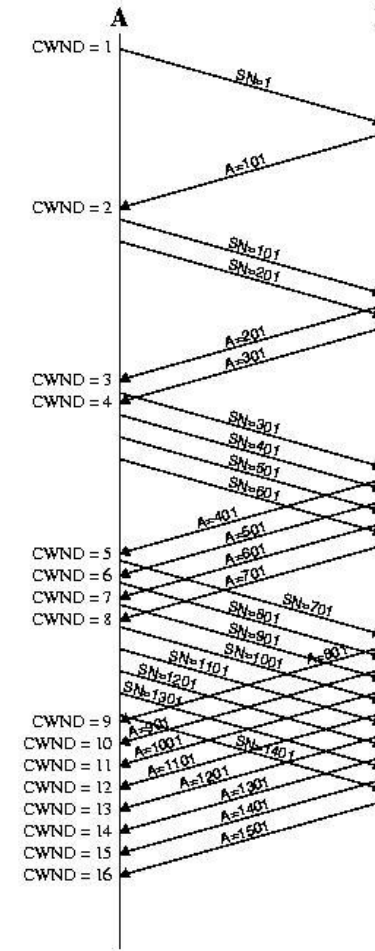 A
CWND = 1
SN=1
A=101
CWND = 2
SN=101
SN=201
A=201
A=301
CWND = 3
CWND = 4
SN=301
SN=401
SN=501
SN=601
A=401
A=501
A=601
A=701
CWND = 5
CWND = 6
CWND = 7
CWND = 8
SN=701
SN=801
SN=901
SN=1001
A=801
SN=1101
SN=1201
SN=1301
CWND = 9
A=901
CWND = 10
A=1001
SN=1401
CWND = 11
A=1101
CWND = 12
A=1201
CWND = 13
A=1301
CWND = 14
A=1401
CWND = 15
A=1501
CWND = 16